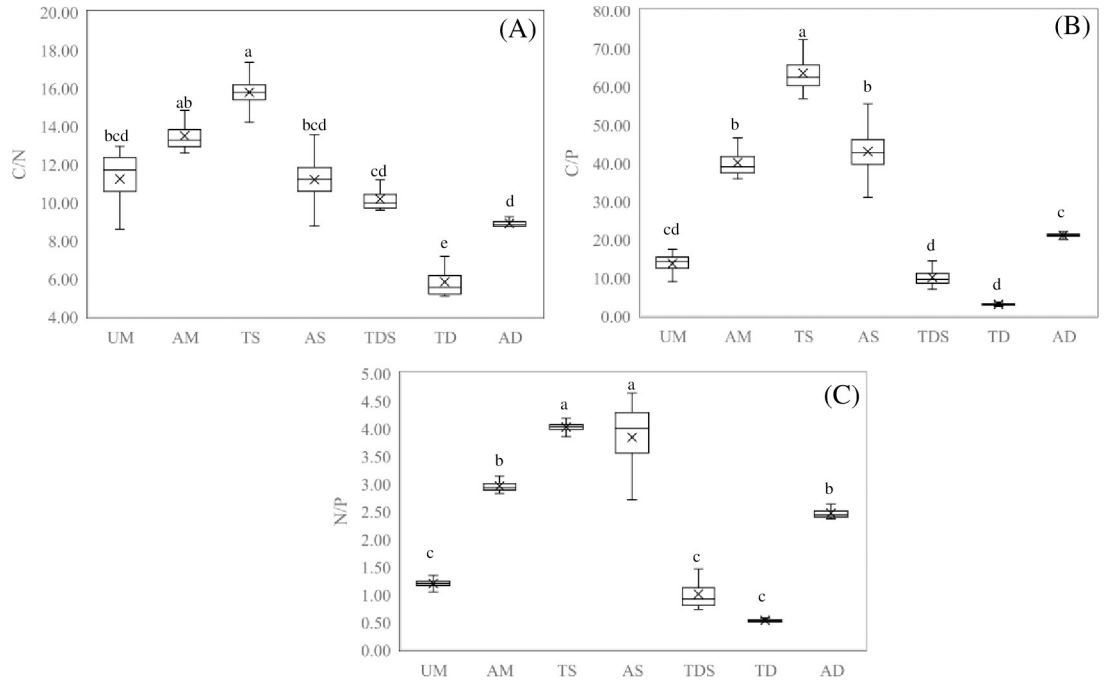 (A)
C/N
20.00
18.00
16.00
14.00
12.00
10.00
8.00
6.00
4.00
bcd
ab
a
bcd
cd
e
d
UM AM TS AS TDS TD AD
(B)
C/P
80.00
70.00
60.00
50.00
40.00
30.00
20.00
10.00
0.00
cd
b
a
b
d
d
c
UM AM TS AS TDS TD AD
(C)
N/P
5.00
4.50
4.00
3.50
3.00
2.50
2.00
1.50
1.00
0.50
0.00
c
b
a
a
c
c
b
UM AM TS AS TDS TD AD